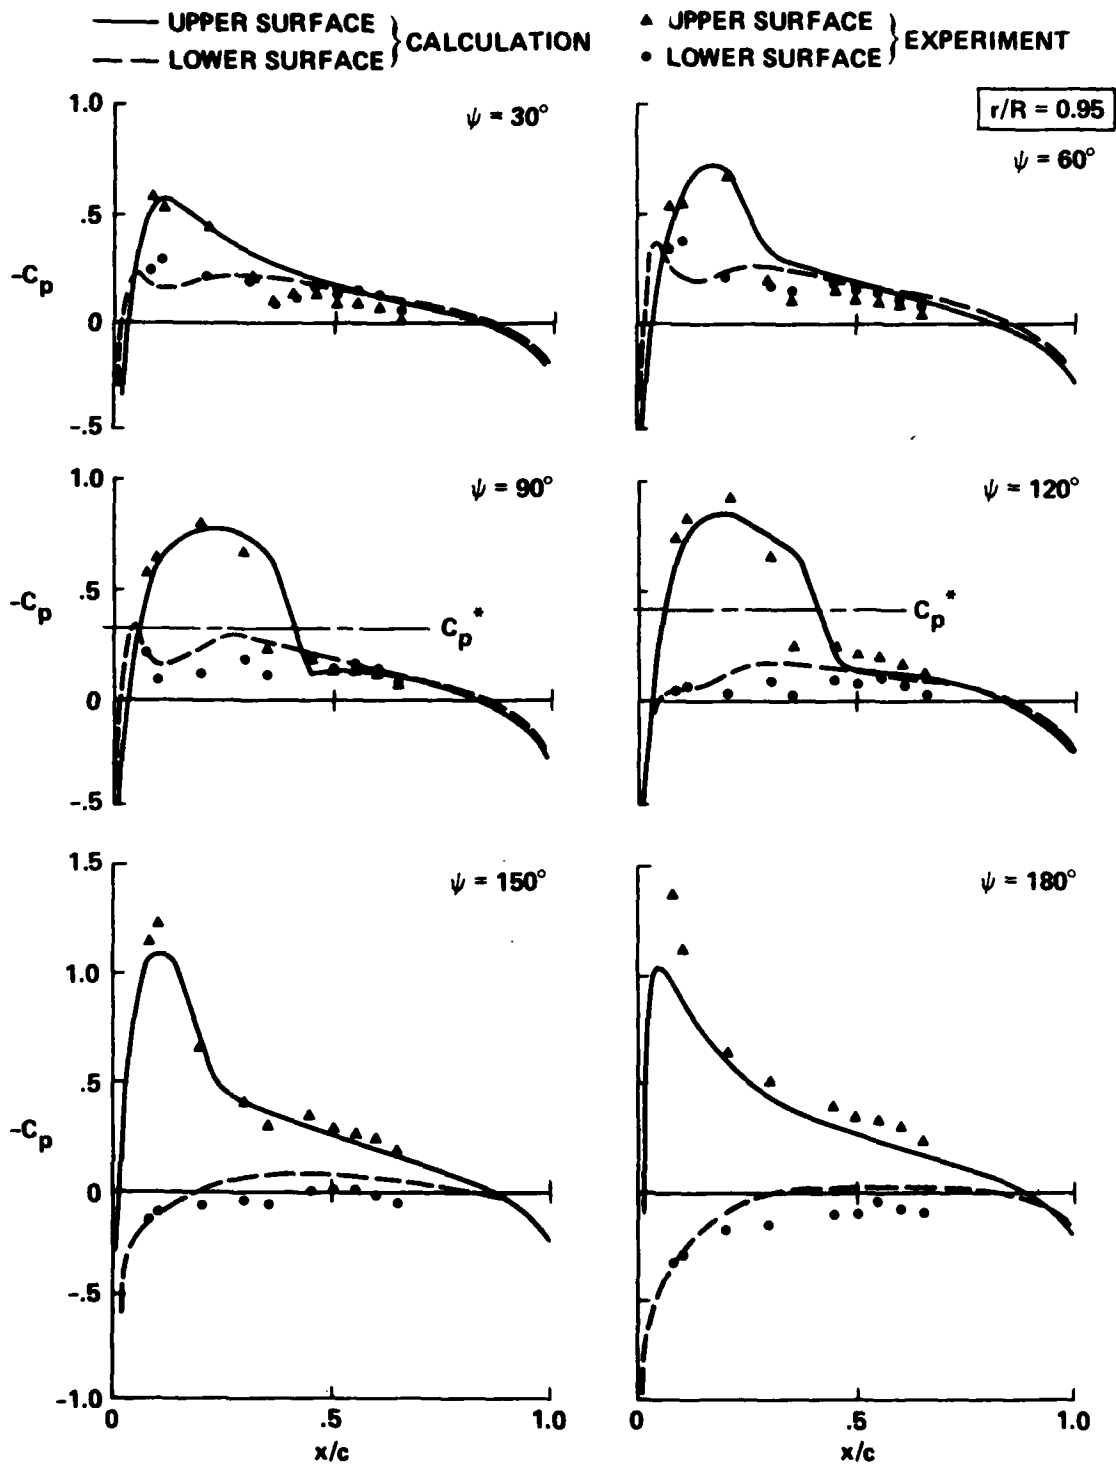 UPPER SURFACE
LOWER SURFACE
CALCULATION
UPPER SURFACE
LOWER SURFACE
EXPERIMENT
r/R = 0.95
ψ = 30°
1.0
.5
-Cp
0
-.5
ψ = 60°
ψ = 90°
1.0
.5
-Cp
0
-.5
Cp*
ψ = 120°
Cp*
ψ = 150°
1.5
1.0
.5
-Cp
0
-.5
-1.0
0 .5 1.0
x/c
ψ = 180°
0 .5 1.0
x/c